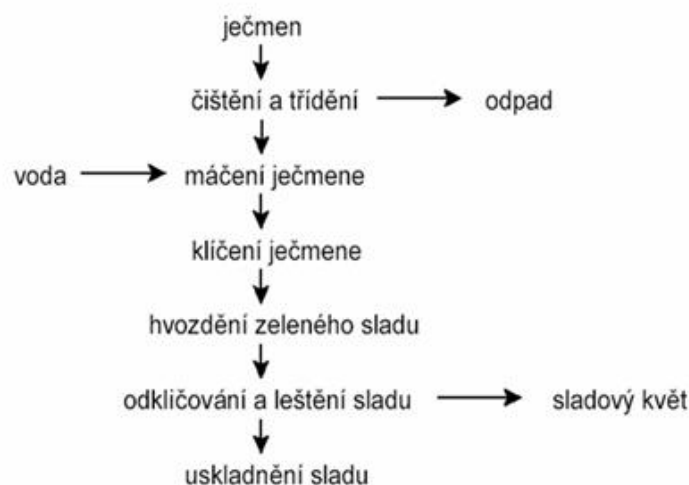 ječmen
čištění a třídění odpad
voda máčení ječmene
klíčení ječmene
hvozdění zeleného sladu
odkličování a leštění sladu sladový květ
uskladnění sladu